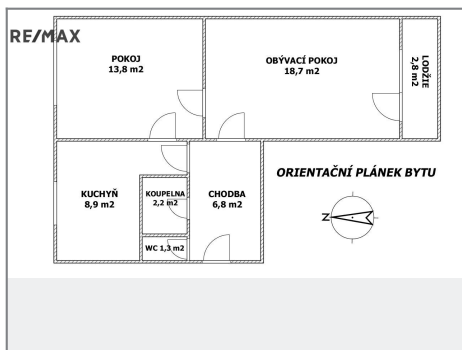 RE/MAX
POKOJ
13,8 m2
OBÝVACÍ POKOJ
18,7 m2
LODŽIE
2,8 m2
KUCHYŇ
8,9 m2
KOUPELNA
2,2 m2
CHODBA
6,8 m2
WC 1,3 m2
ORIENTAČNÍ PLÁNEK BYTU
N